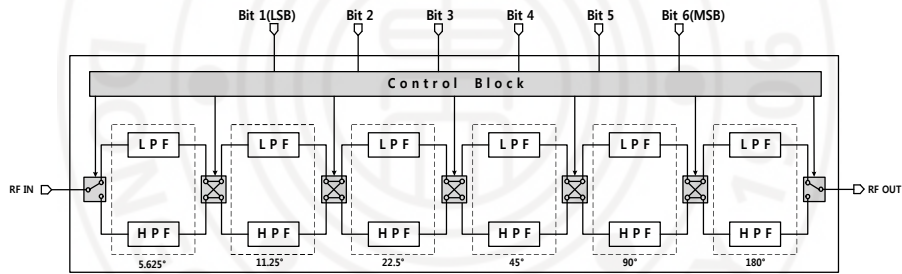 Bit 1(LSB) Bit 2 Bit 3 Bit 4 Bit 5 Bit 6(MSB)
Control Block
LPF LPF LPF LPF LPF LPF
RF IN RF OUT
HPF HPF HPF HPF HPF HPF
5.625° 11.25° 22.5° 45° 90° 180°
1906